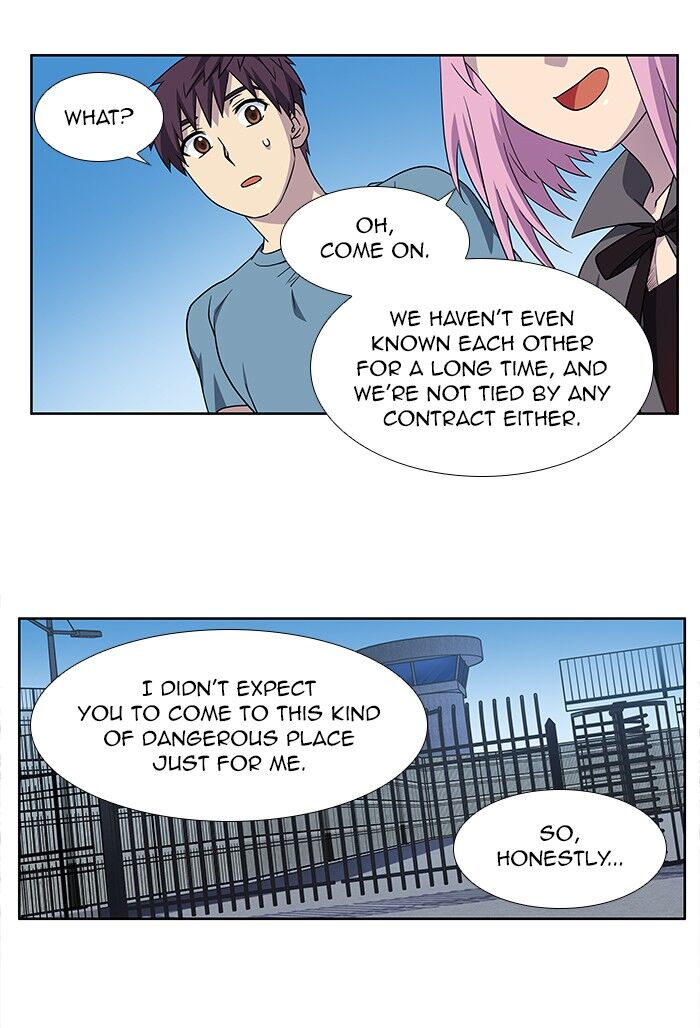 WHAT?
OH,
COME ON.
WE HAVEN'T EVEN
KNOWN EACH OTHER
FOR A LONG TIME, AND
WE'RE NOT TIED BY ANY
CONTRACT EITHER.
I DIDN'T EXPECT
YOU TO COME TO THIS KIND
OF DANGEROUS PLACE
JUST FOR ME.
SO,
HONESTLY...